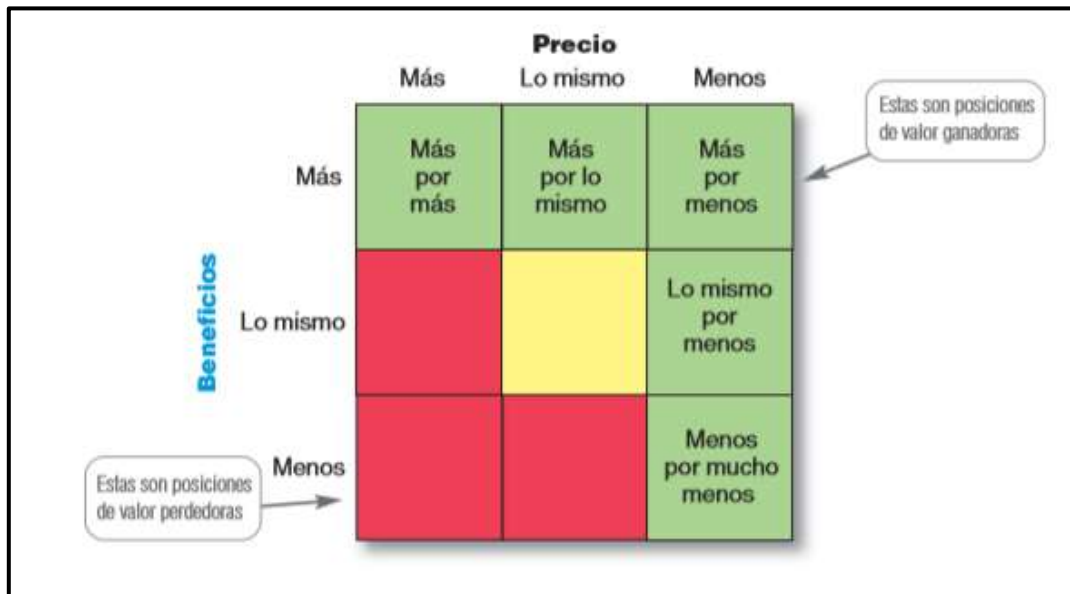 Precio
Más Lo mismo Menos
Estas son posiciones
de valor ganadoras
Más
Más
por
más
Más
por lo
mismo
Más
por
menos
Beneficios
Lo mismo
Lo mismo
por
menos
Menos
Menos
por mucho
menos
Estas son posiciones
de valor perdedoras